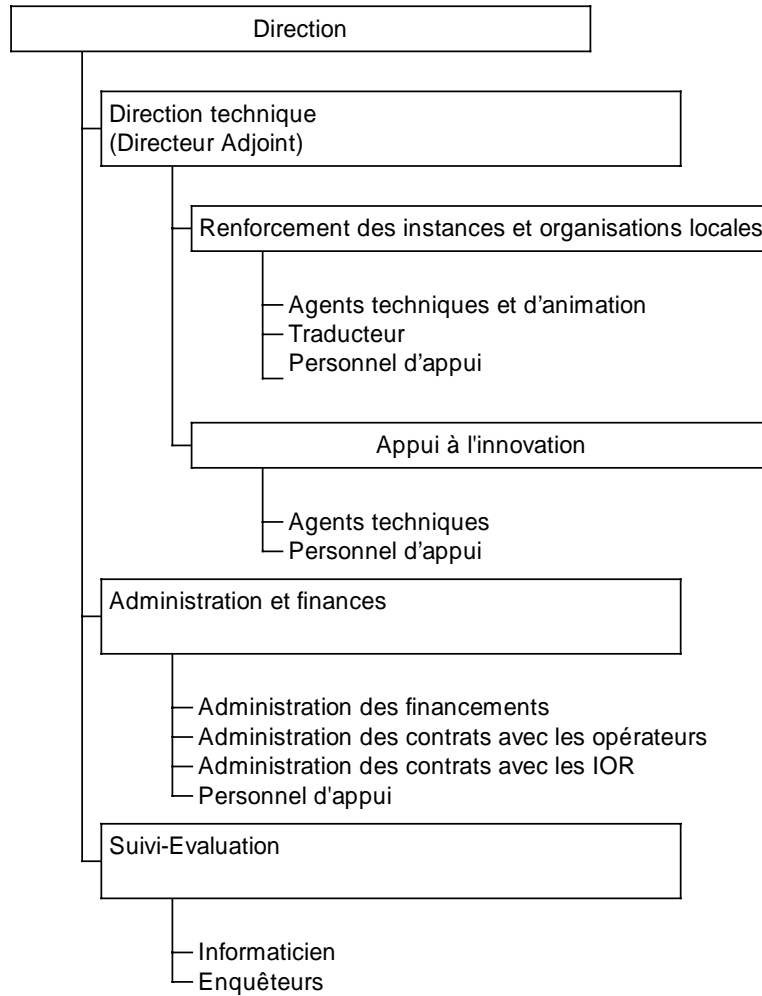 Direction
Direction technique
(Directeur Adjoint)
Renforcement des instances et organisations locales
Agents techniques et d’animation
Traducteur
Personnel d’appui
Appui à l'innovation
Agents techniques
Personnel d’appui
Administration et finances
Administration des financements
Administration des contrats avec les opérateurs
Administration des contrats avec les IOR
Personnel d'appui
Suivi-Evaluation
Informaticien
Enquêteurs